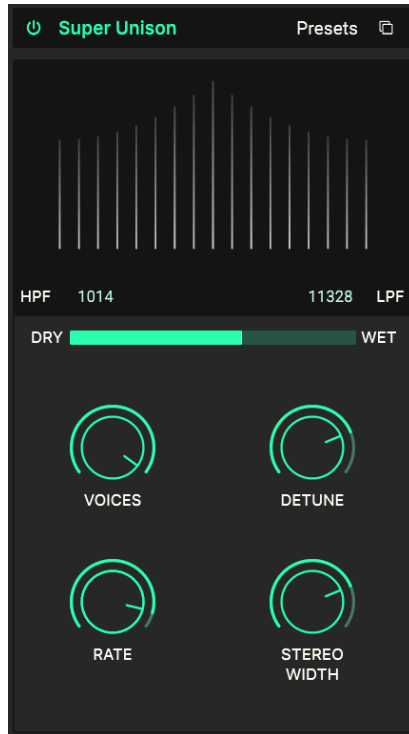 Super Unison Presets
HPF 1014 11328 LPF
DRY WET
VOICES DETUNE
RATE STEREO
WIDTH